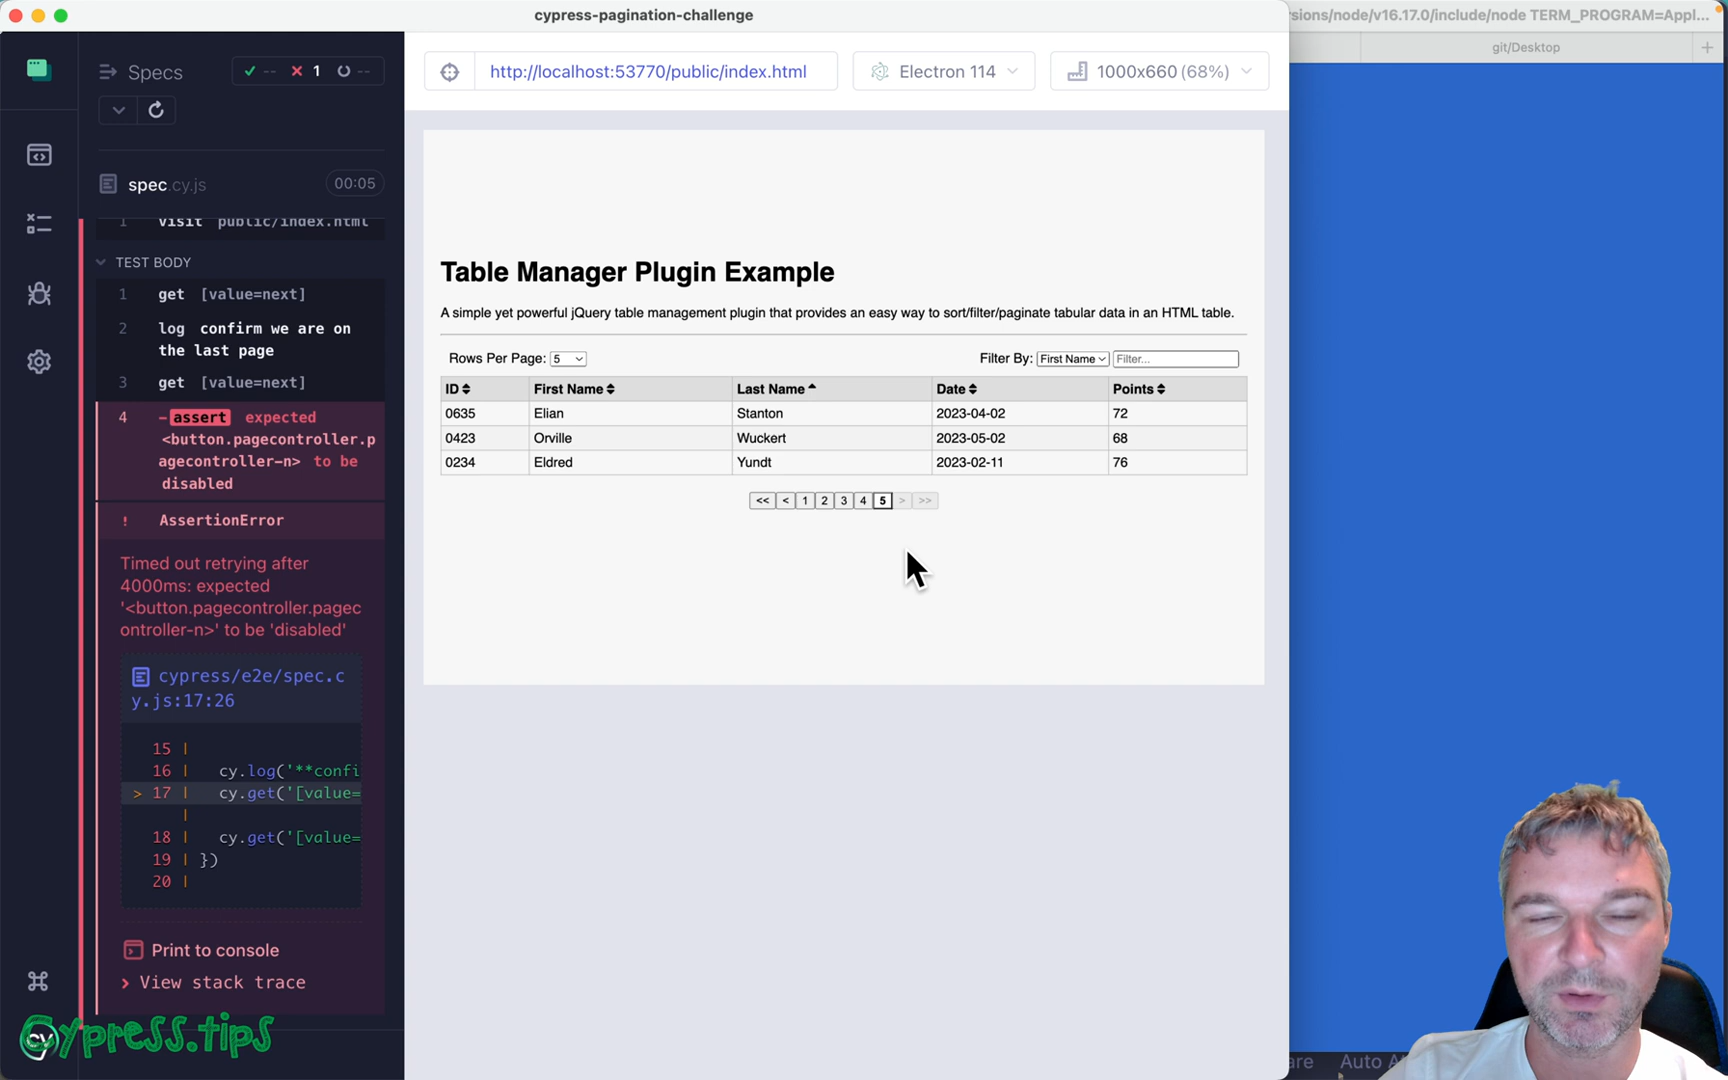 cypress-pagination-challenge
sions/node/v16.17.0/include/node TERM_PROGRAM=Appl...
git/Desktop
Specs
-- 1 --
http://localhost:53770/public/index.html
Electron 114
1000x660 (68%)
spec.cy.js 00:05
1 visit public/index.html
TEST BODY
1 get [value=next]
2 log confirm we are on
the last page
3 get [value=next]
4 -assert expected
<button.pagecontroller.p
agecontroller-n> to be
disabled
! AssertionError
Timed out retrying after
4000ms: expected
'<button.pagecontroller.pagec
ontroller-n>' to be 'disabled'
cypress/e2e/spec.c
y.js:17:26
15 |
16 | cy.log('**confi
> 17 | cy.get('[value=
|
18 | cy.get('[value=
19 | })
20 |
Print to console
View stack trace
cy
Cypress.tips
Table Manager Plugin Example
A simple yet powerful jQuery table management plugin that provides an easy way to sort/filter/paginate tabular data in an HTML table.
Rows Per Page: 5
Filter By: First Name Filter...
ID First Name Last Name Date Points
0635 Elian Stanton 2023-04-02 72
0423 Orville Wuckert 2023-05-02 68
0234 Eldred Yundt 2023-02-11 76
<< < 1 2 3 4 5 > >>
are Auto A